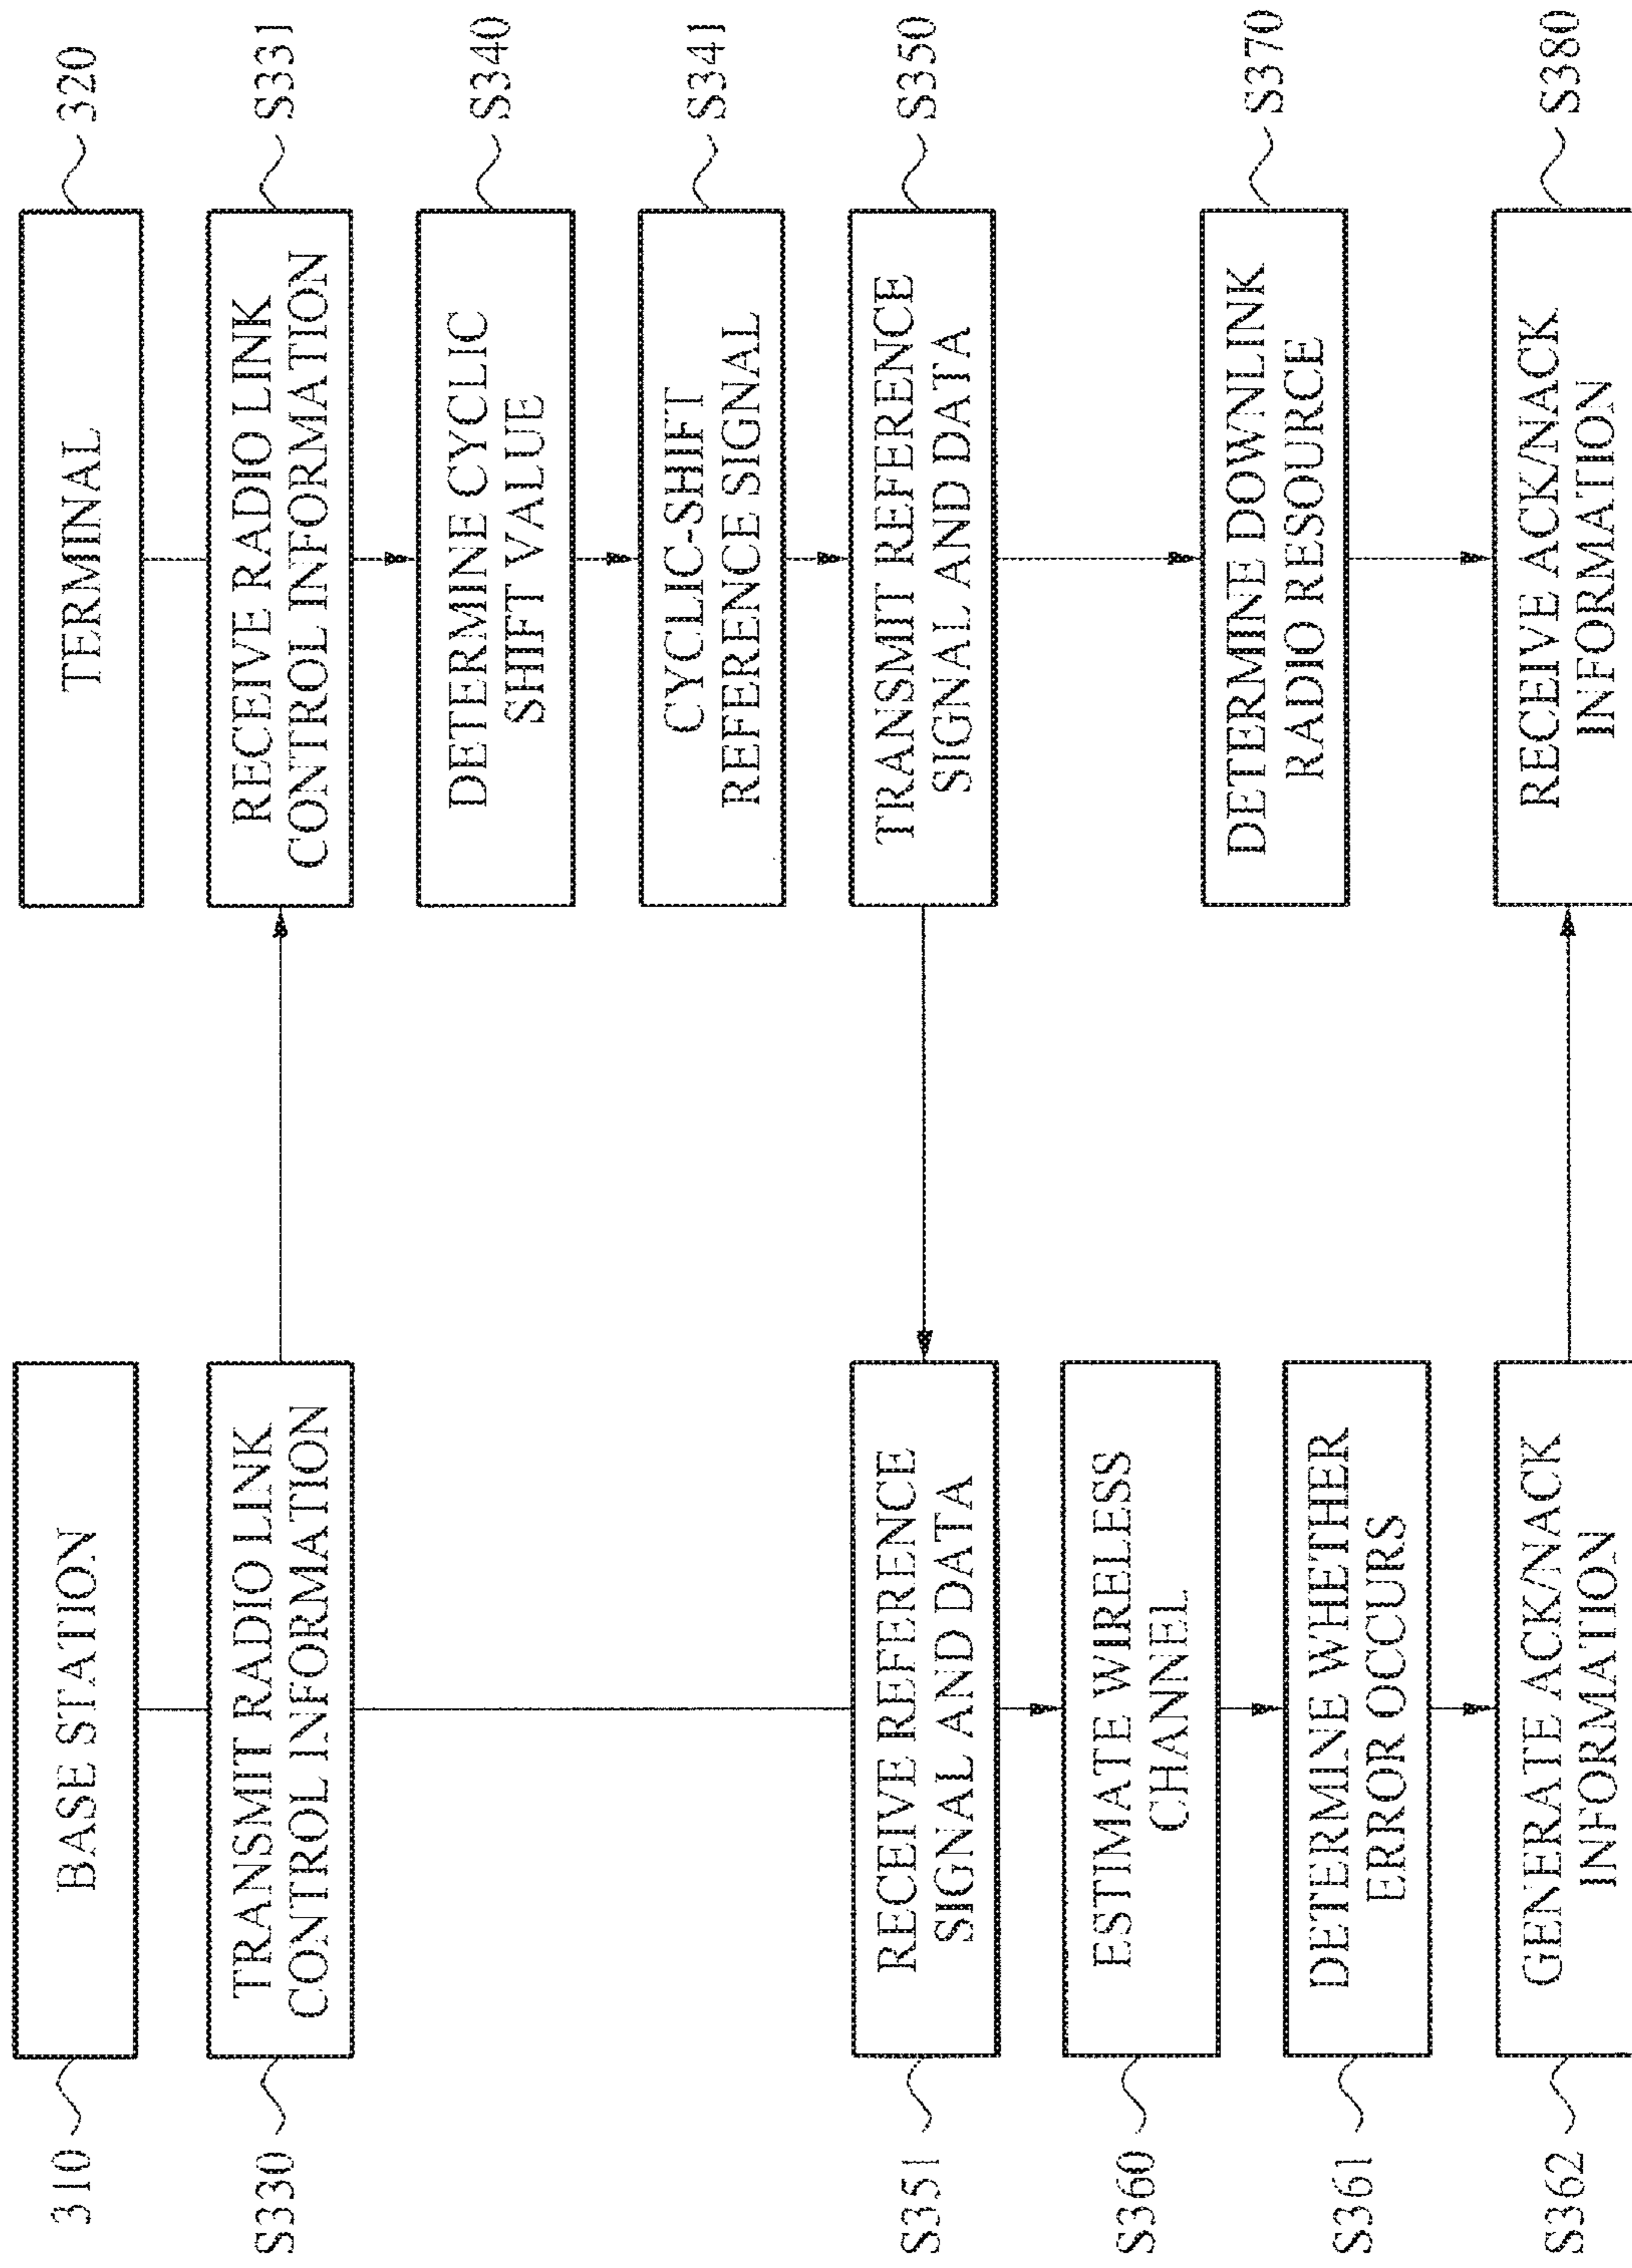 310
BASE STATION
320
TERMINAL
S330
TRANSMIT RADIO LINK
CONTROL INFORMATION
S331
RECEIVE RADIO LINK
CONTROL INFORMATION
S340
DETERMINE CYCLIC
SHIFT VALUE
S341
CYCLIC-SHIFT
REFERENCE SIGNAL
S350
TRANSMIT REFERENCE
SIGNAL AND DATA
S351
RECEIVE REFERENCE
SIGNAL AND DATA
S360
ESTIMATE WIRELESS
CHANNEL
S370
DETERMINE DOWNLINK
RADIO RESOURCE
S361
DETERMINE WHETHER
ERROR OCCURS
S362
GENERATE ACK/NACK
INFORMATION
S380
RECEIVE ACK/NACK
INFORMATION